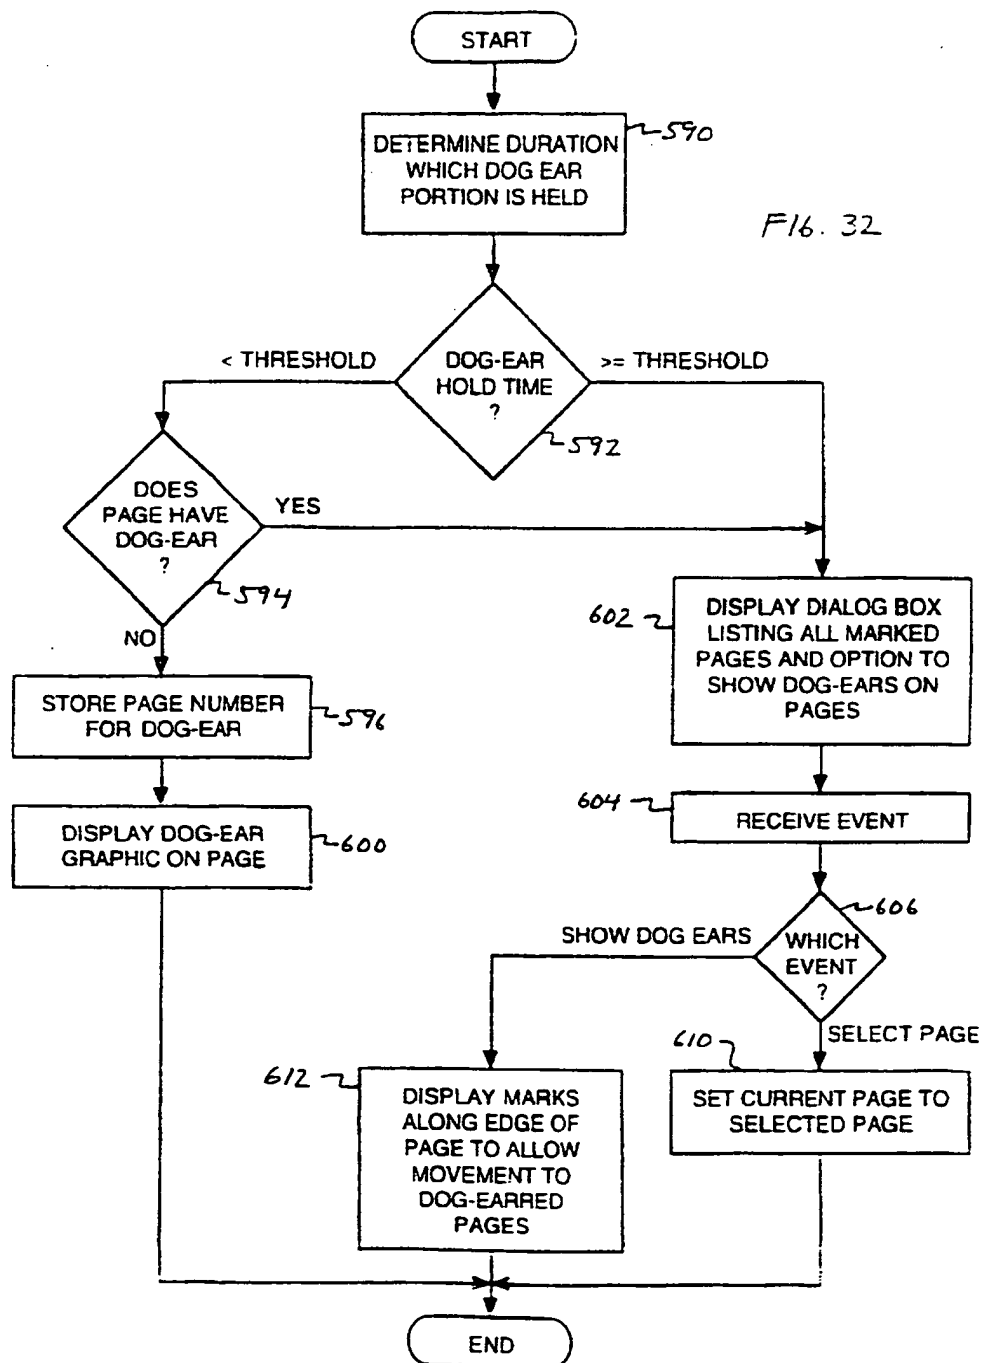 START
DETERMINE DURATION
WHICH DOG EAR
PORTION IS HELD
590
FIG. 32
< THRESHOLD
DOG-EAR
HOLD TIME
?
>= THRESHOLD
592
DOES
PAGE HAVE
DOG-EAR
?
YES
594
NO
602
DISPLAY DIALOG BOX
LISTING ALL MARKED
PAGES AND OPTION TO
SHOW DOG-EARS ON
PAGES
STORE PAGE NUMBER
FOR DOG-EAR
596
604
RECEIVE EVENT
DISPLAY DOG-EAR
GRAPHIC ON PAGE
600
606
SHOW DOG EARS
WHICH
EVENT
?
SELECT PAGE
610
612
DISPLAY MARKS
ALONG EDGE OF
PAGE TO ALLOW
MOVEMENT TO
DOG-EARRED
PAGES
SET CURRENT PAGE TO
SELECTED PAGE
END